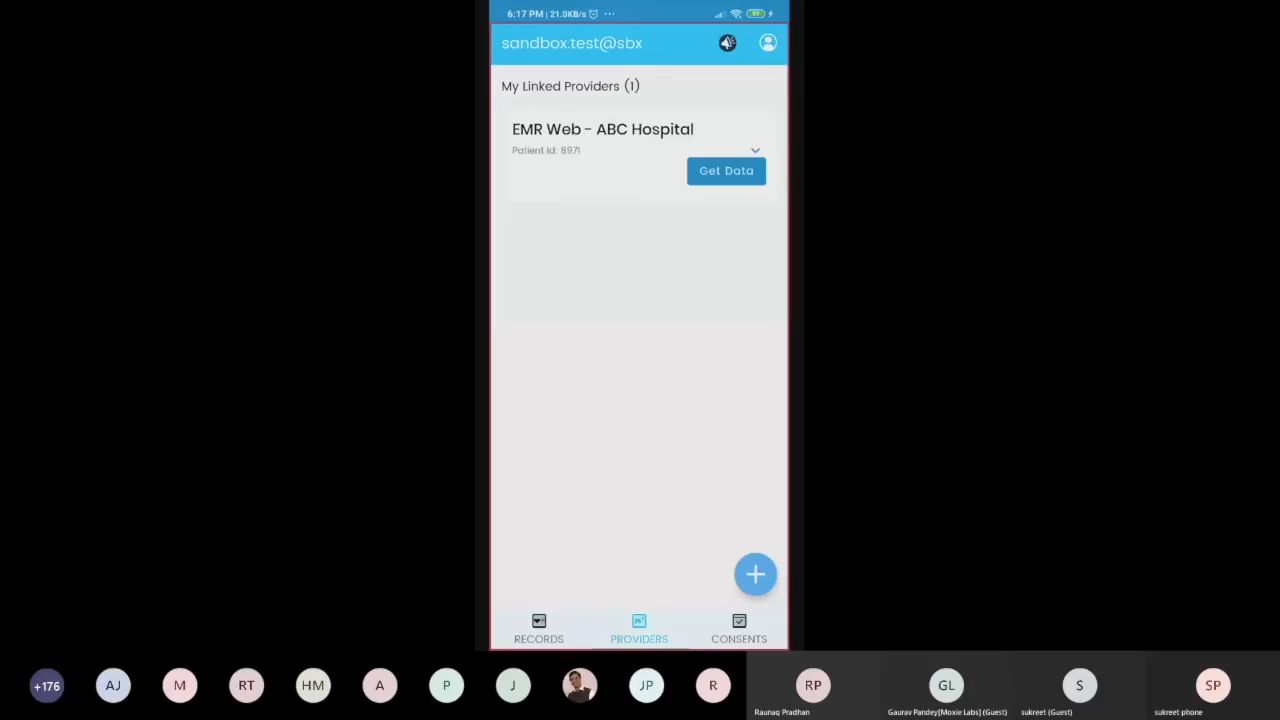 6:17 PM | 21.0KB/s ...
99
sandbox.test@sbx
My Linked Providers (1)
EMR Web - ABC Hospital
Patient Id: 8971
Get Data
+
RECORDS
PROVIDERS
CONSENTS
+176
AJ
M
RT
HM
A
P
J
JP
R
RP
GL
S
SP
Raunaq Pradhan
Gaurav Pandey[Moxie Labs] (Guest)
sukreet (Guest)
sukreet phone